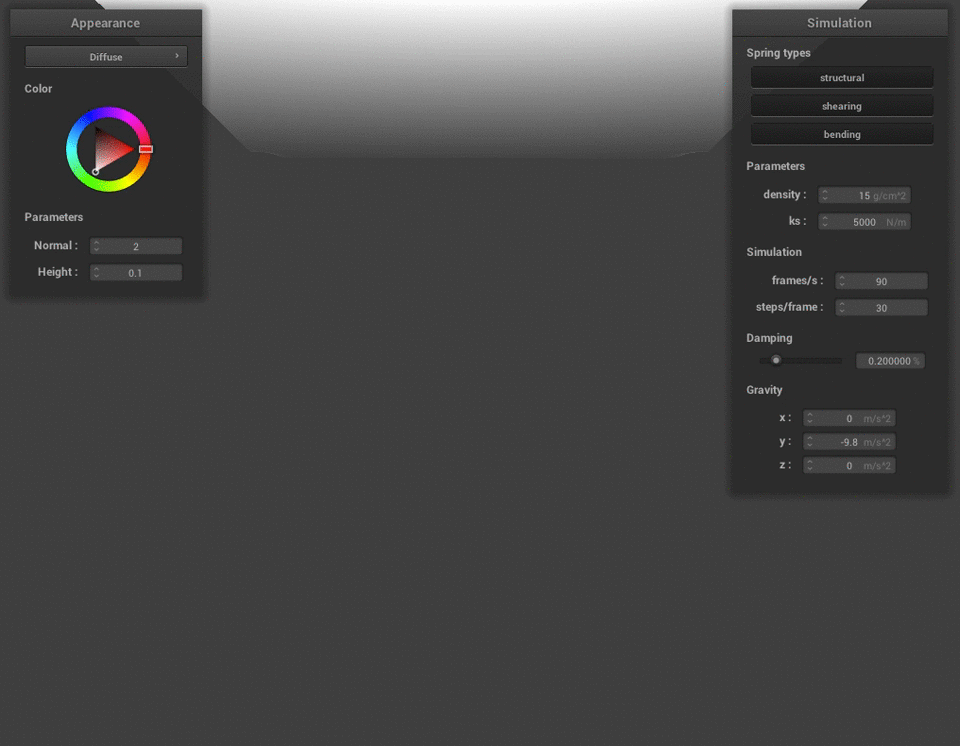 Appearance
Diffuse
Color
Parameters
Normal : 2
Height : 0.1
Simulation
Spring types
structural
shearing
bending
Parameters
density : 15 g/cm^2
ks : 5000 N/m
Simulation
frames/s : 90
steps/frame : 30
Damping
0.200000 %
Gravity
x : 0 m/s^2
y : -9.8 m/s^2
z : 0 m/s^2